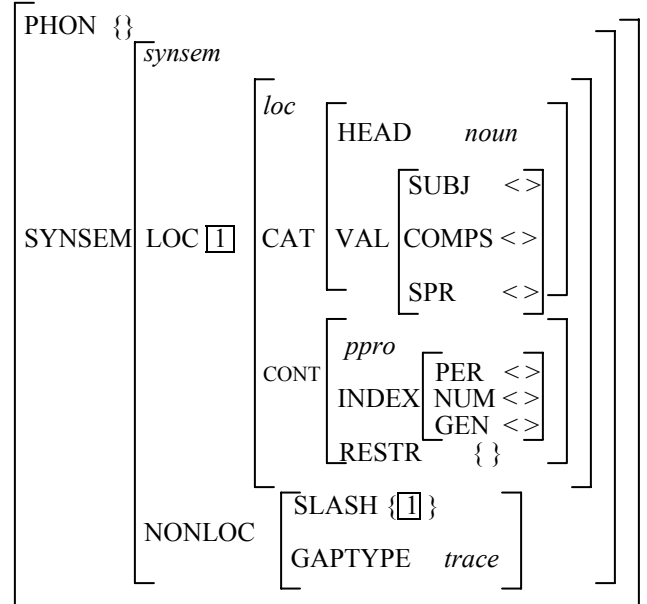 PHON {}
synsem
loc
HEAD noun
SUBJ < >
SYNSEM LOC 1 CAT VAL COMPS < >
SPR < >
ppro
CONT
PER < >
INDEX NUM < >
GEN < >
RESTR { }
SLASH { 1 }
NONLOC
GAPTYPE trace